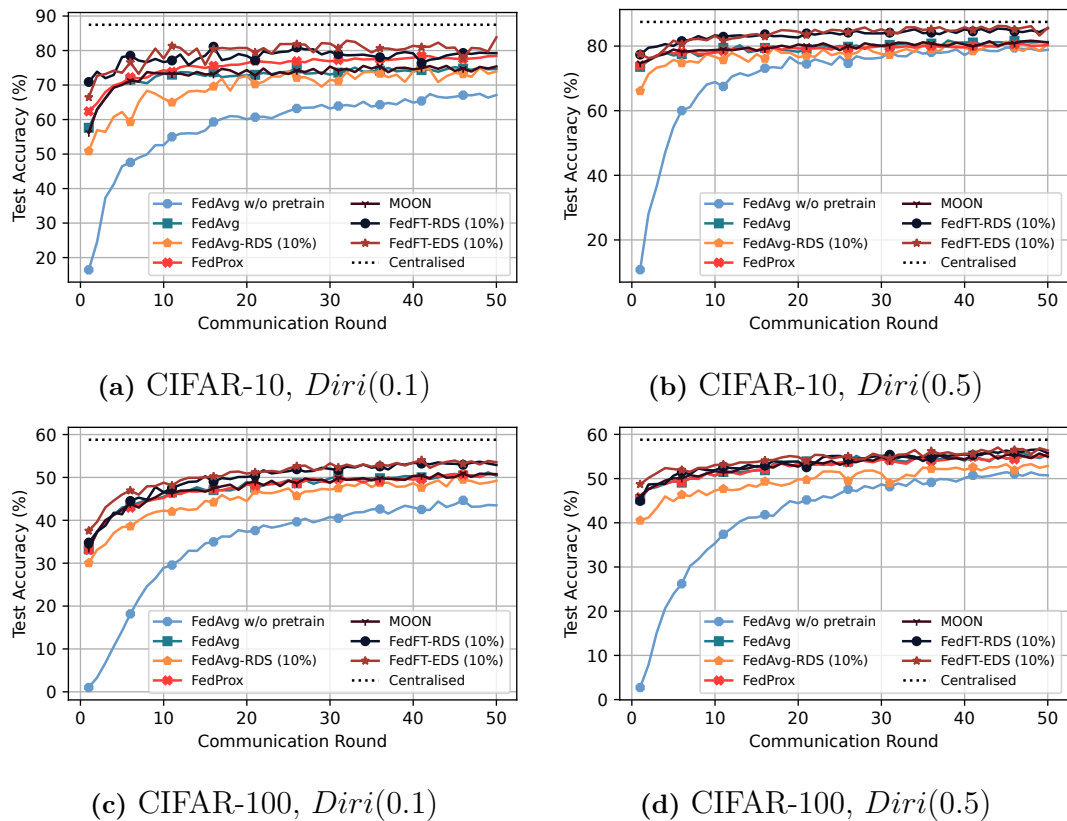 90
80
70
60
50
40
30
20
Test Accuracy (%)
FedAvg w/o pretrain
FedAvg
FedAvg-RDS (10%)
FedProx
MOON
FedFT-RDS (10%)
FedFT-EDS (10%)
Centralised
0 10 20 30 40 50
Communication Round
(a) CIFAR-10, Diri(0.1)
80
60
40
20
Test Accuracy (%)
FedAvg w/o pretrain
FedAvg
FedAvg-RDS (10%)
FedProx
MOON
FedFT-RDS (10%)
FedFT-EDS (10%)
Centralised
0 10 20 30 40 50
Communication Round
(b) CIFAR-10, Diri(0.5)
60
50
40
30
20
10
0
Test Accuracy (%)
FedAvg w/o pretrain
FedAvg
FedAvg-RDS (10%)
FedProx
MOON
FedFT-RDS (10%)
FedFT-EDS (10%)
Centralised
0 10 20 30 40 50
Communication Round
(c) CIFAR-100, Diri(0.1)
60
50
40
30
20
10
0
Test Accuracy (%)
FedAvg w/o pretrain
FedAvg
FedAvg-RDS (10%)
FedProx
MOON
FedFT-RDS (10%)
FedFT-EDS (10%)
Centralised
0 10 20 30 40 50
Communication Round
(d) CIFAR-100, Diri(0.5)